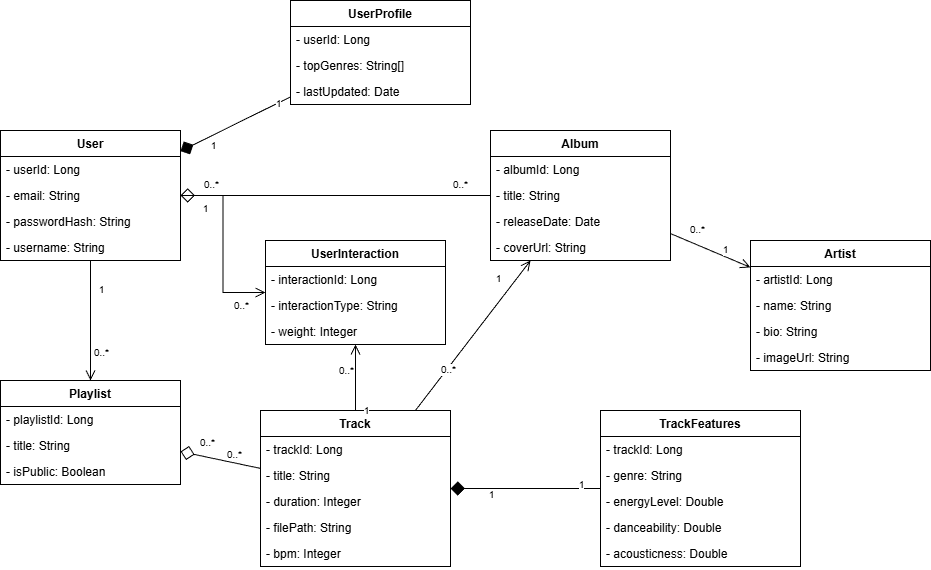 UserProfile
- userId: Long
- topGenres: String[]
- lastUpdated: Date
1
1
User
- userId: Long
- email: String
- passwordHash: String
- username: String
0..*
0..*
1
Album
- albumId: Long
- title: String
- releaseDate: Date
- coverUrl: String
0..*
1
Artist
- artistId: Long
- name: String
- bio: String
- imageUrl: String
UserInteraction
- interactionId: Long
- interactionType: String
- weight: Integer
0..*
1
1
0..*
0..*
0..*
1
Playlist
- playlistId: Long
- title: String
- isPublic: Boolean
0..*
0..*
Track
- trackId: Long
- title: String
- duration: Integer
- filePath: String
- bpm: Integer
1
1
TrackFeatures
- trackId: Long
- genre: String
- energyLevel: Double
- danceability: Double
- acousticness: Double